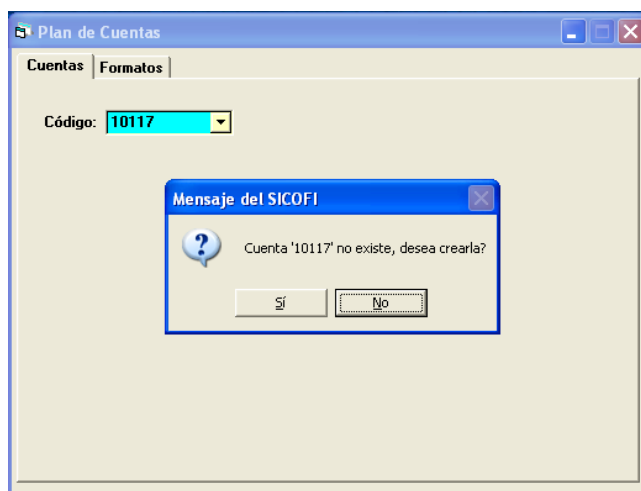 Plan de Cuentas
Cuentas
Formatos
Código: 10117
Mensaje del SICOFI
Cuenta '10117' no existe, desea crearla?
Sí
No